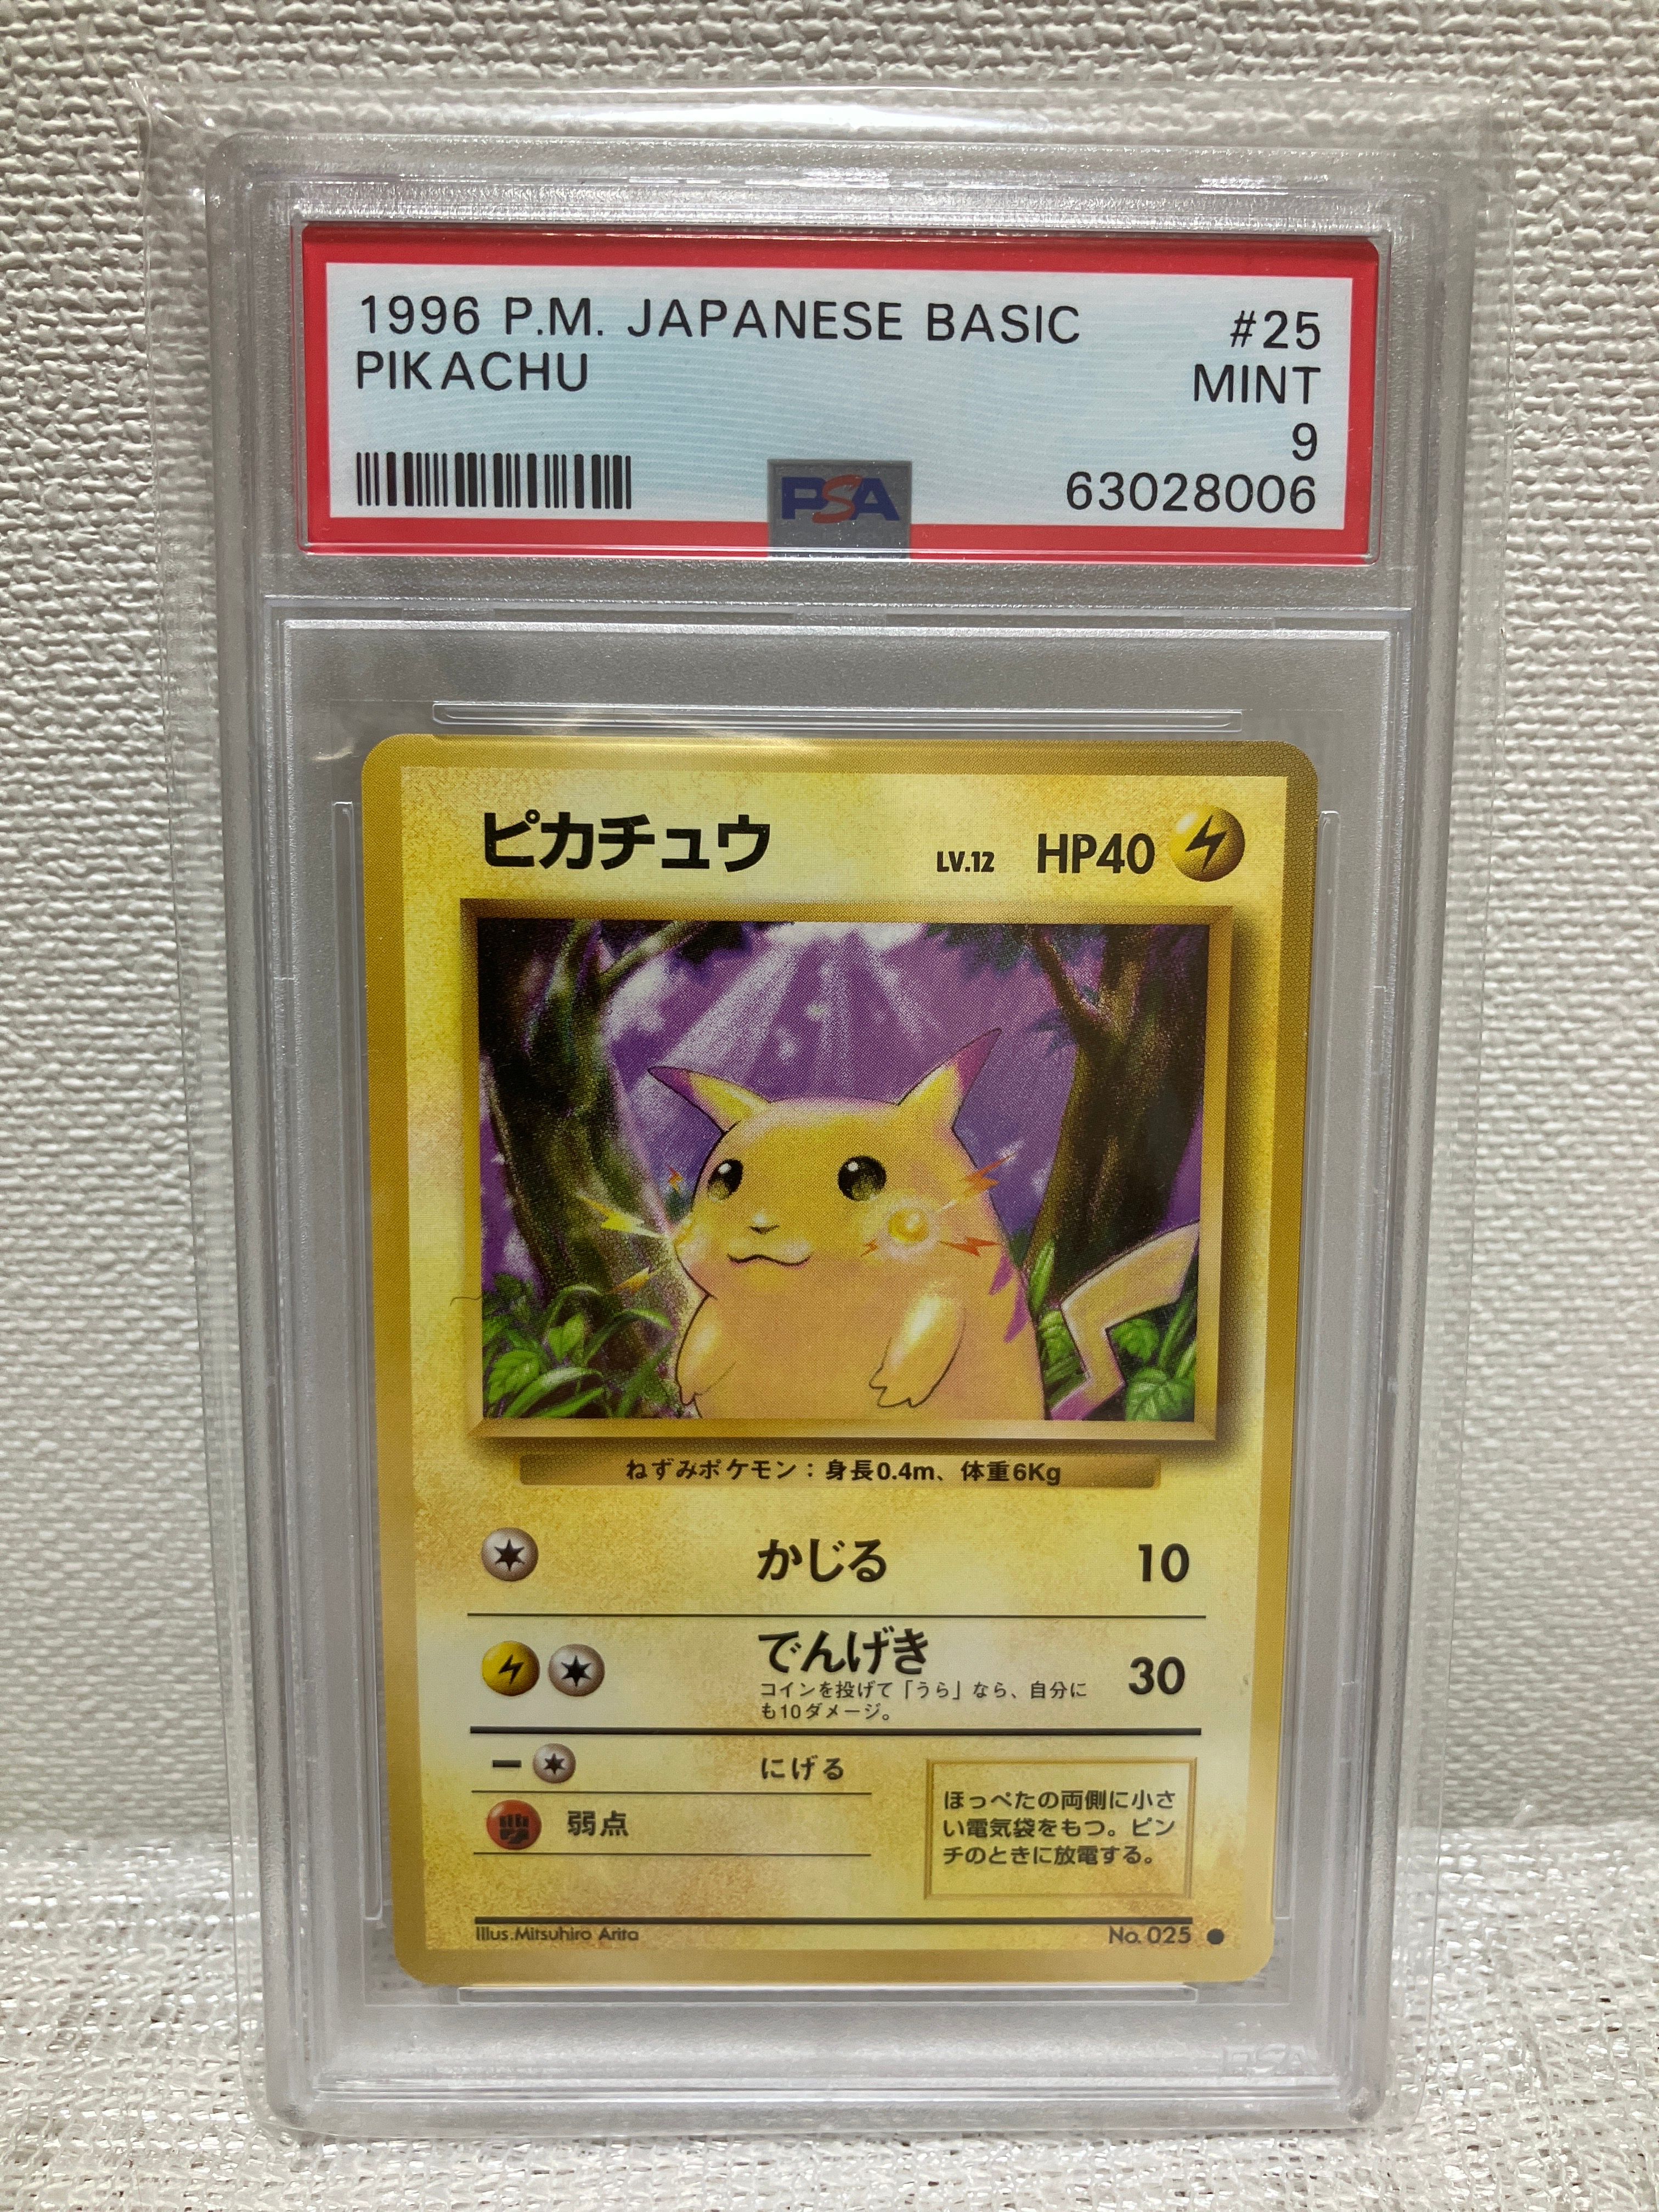 1996 P.M. JAPANESE BASIC #25
PIKACHU MINT
9
PSA 63028006
ピカチュウ LV.12 HP40
ねずみポケモン：身長0.4m、体重6Kg
かじる 10
でんげき 30
コインを投げて「うら」なら、自分に
も10ダメージ。
にげる
弱点
ほっぺたの両側に小さ
い電気袋をもつ。ピン
チのときに放電する。
Illus.Mitsuhiro Arita No.025 ●